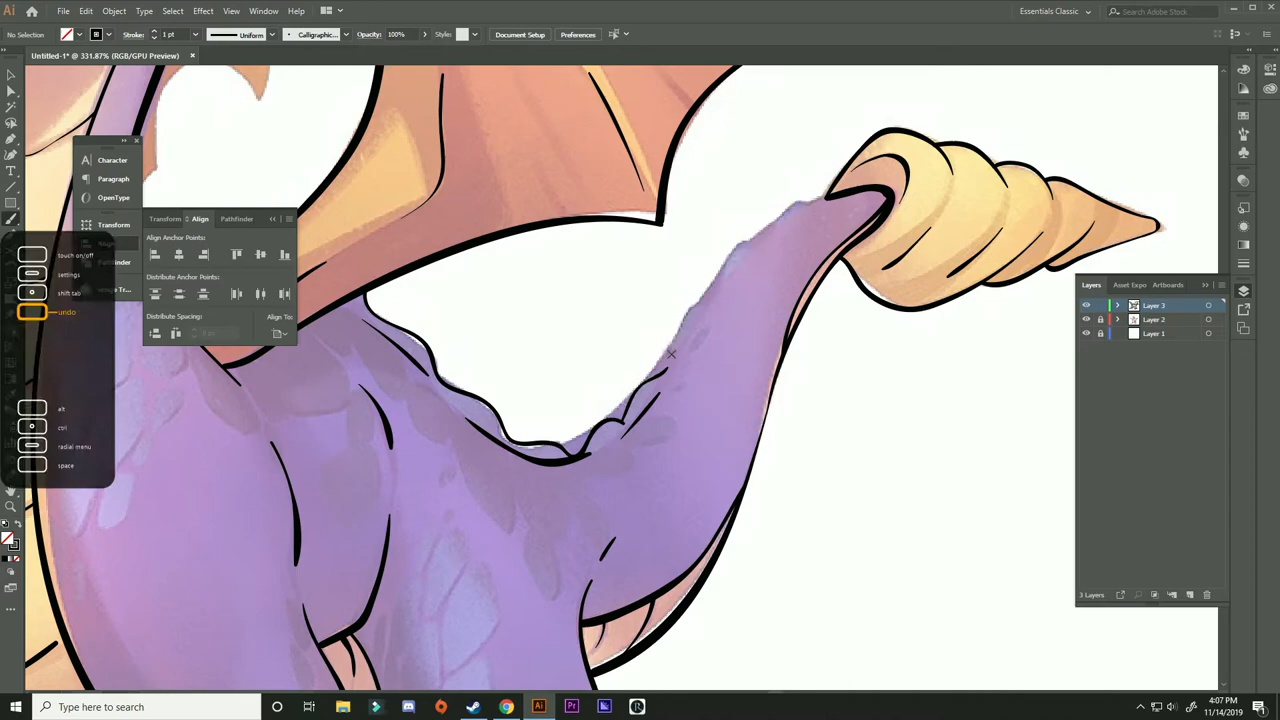 Ai File Edit Object Type Select Effect View Window Help Essentials Classic Search Adobe Stock
No Selection Stroke: 1 pt Uniform Calligraphic... Opacity: 100% Style: Document Setup Preferences
Untitled-1* @ 331.87% (RGB/GPU Preview)
Character
Paragraph
OpenType
Transform
Transform Align Pathfinder
Align Anchor Points:
Distribute Anchor Points:
Distribute Spacing: Align To:
touch on/off
settings
shift tab
undo
alt
ctrl
radial menu
space
Layers Asset Expo Artboards
Layer 3
Layer 2
Layer 1
3 Layers
Type here to search
4:07 PM
11/14/2019